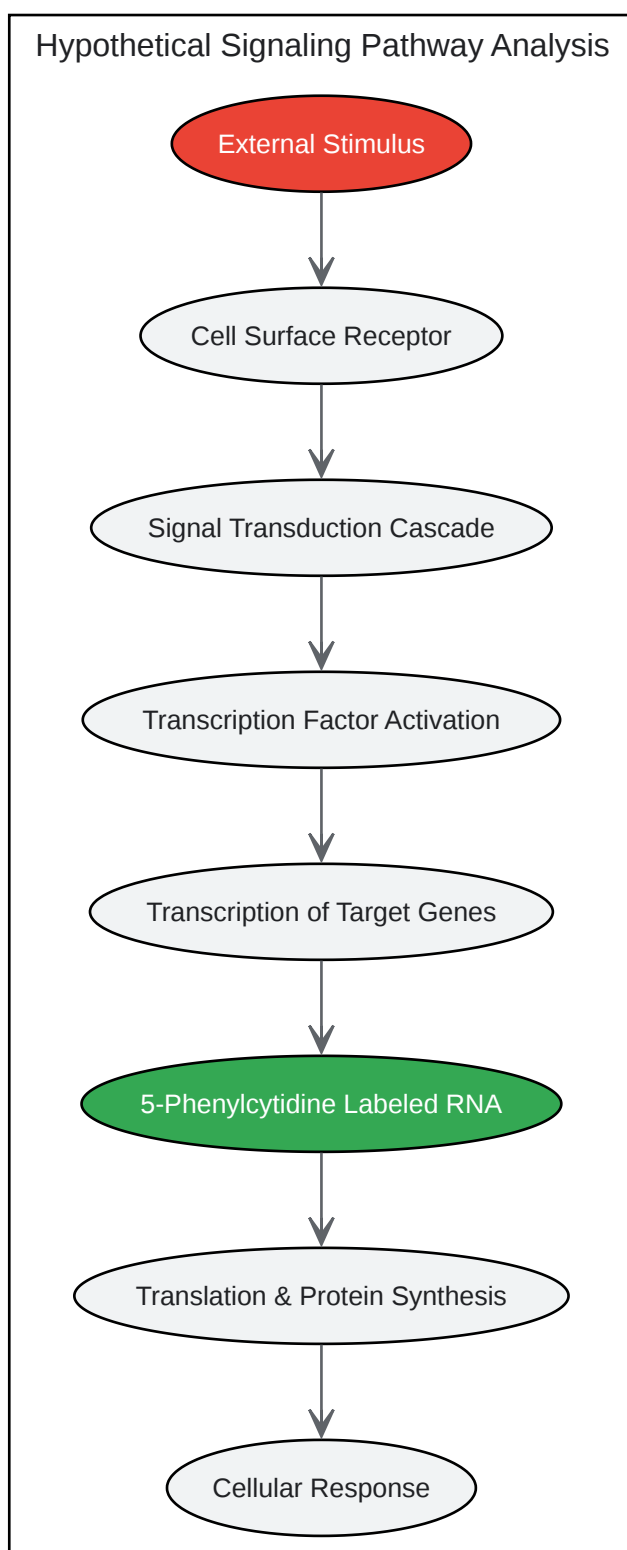 Hypothetical Signaling Pathway Analysis
External Stimulus
Cell Surface Receptor
Signal Transduction Cascade
Transcription Factor Activation
Transcription of Target Genes
5-Phenylcytidine Labeled RNA
Translation & Protein Synthesis
Cellular Response